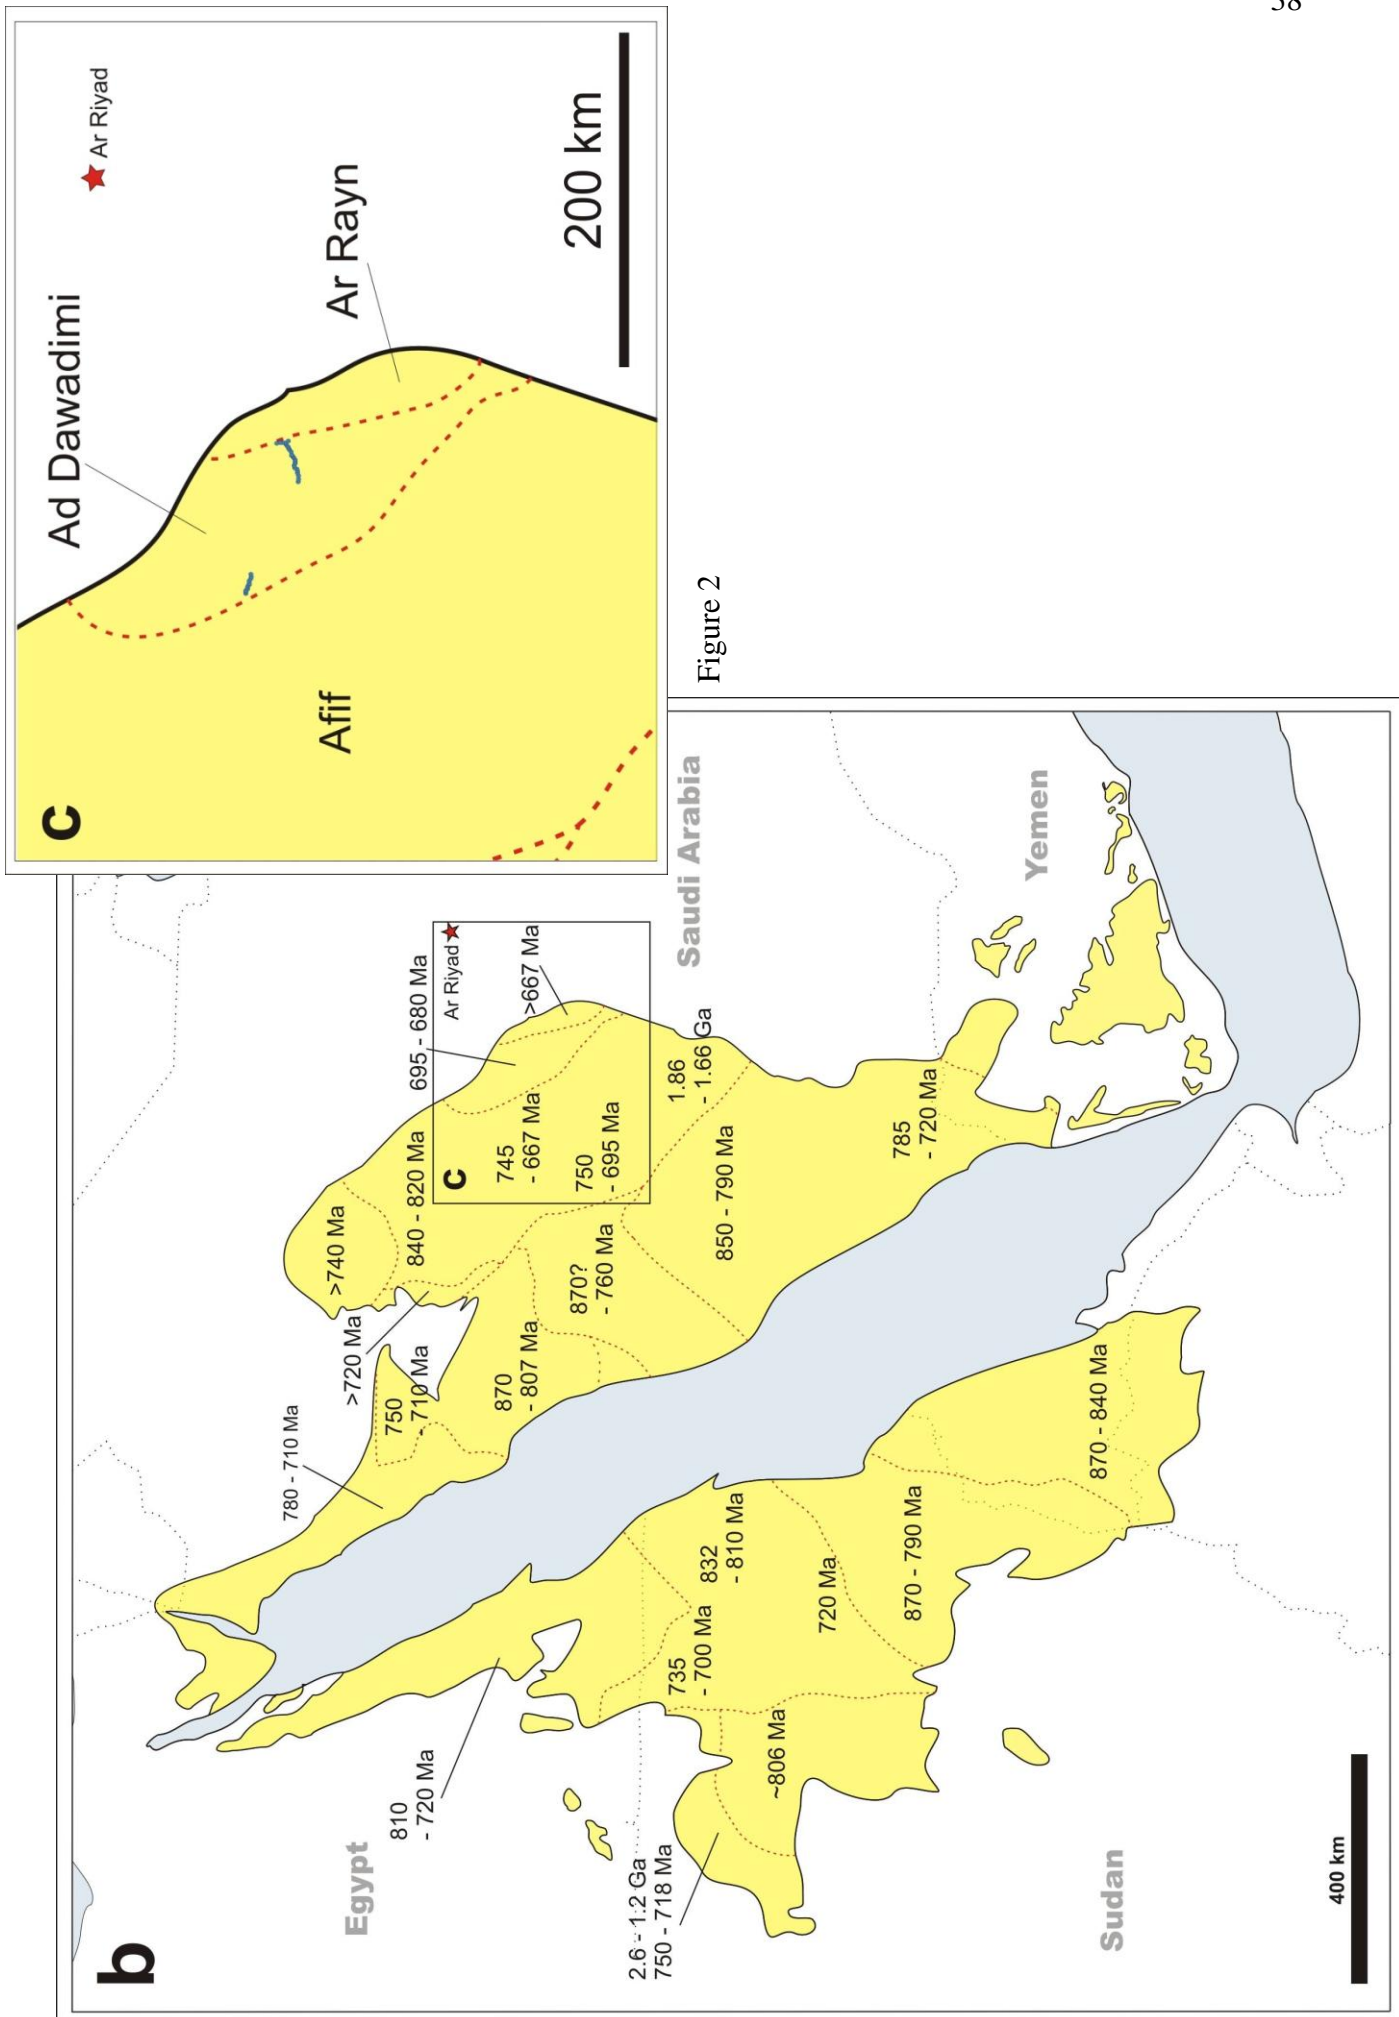 38
c
Ad Dawadimi
Ar Riyad
Ar Rayn
Afif
200 km
Figure 2
b
Egypt
Sudan
Saudi Arabia
Yemen
810
- 720 Ma
780 - 710 Ma
>720 Ma
>740 Ma
750
- 710 Ma
840 - 820 Ma
695 - 680 Ma
Ar Riyad
>667 Ma
c
745
- 667 Ma
750
- 695 Ma
870
- 807 Ma
870?
- 760 Ma
1.86
- 1.66 Ga
850 - 790 Ma
785
- 720 Ma
2.6 - 1.2 Ga
750 - 718 Ma
735
- 700 Ma
832
- 810 Ma
~806 Ma
720 Ma
870 - 790 Ma
870 - 840 Ma
400 km